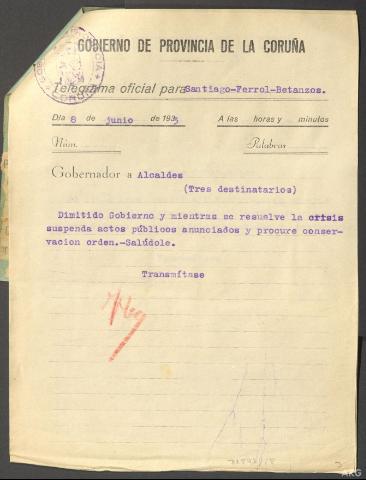 GOBIERNO DE PROVINCIA DE LA CORUÑA
Telegrama oficial para Santiago-Ferrol-Betanzos.
Día 8 de junio de 193 A las horas y minutos
Núm. Palabras
Gobernador a Alcaldes
(Tres destinatarios)
Dimitido Gobierno y mientras se resuelve la crisis
suspenda actos públicos anunciados y procure conser-
vacion orden.-Salúdole.
Transmítase
AKG